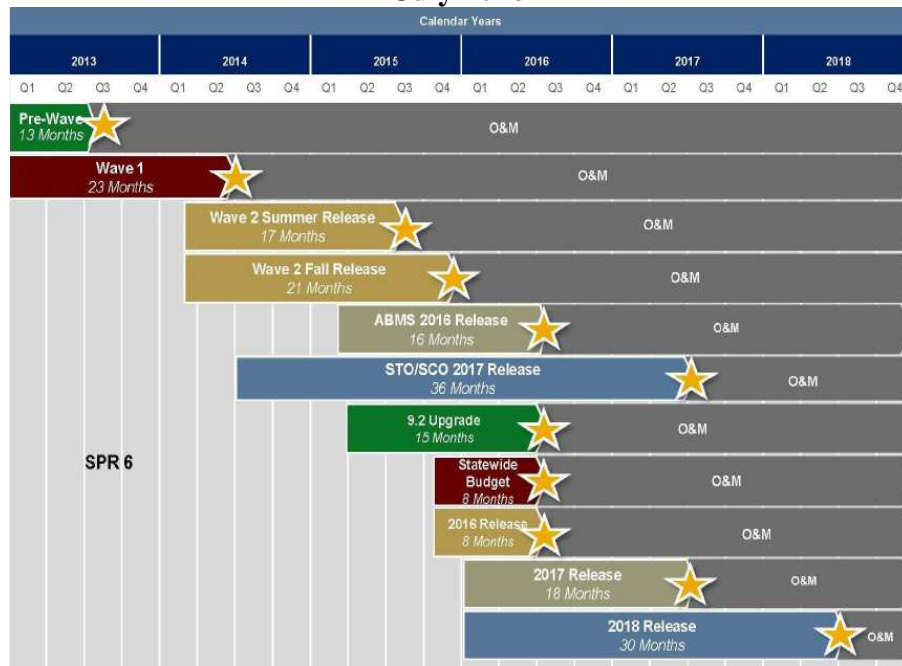 Calendar Years
2013 2014 2015 2016 2017 2018
Q1 Q2 Q3 Q4 Q1 Q2 Q3 Q4 Q1 Q2 Q3 Q4 Q1 Q2 Q3 Q4 Q1 Q2 Q3 Q4 Q1 Q2 Q3 Q4
Pre-Wave
13 Months
O&M
Wave 1
23 Months
O&M
Wave 2 Summer Release
17 Months
O&M
Wave 2 Fall Release
21 Months
O&M
ABMS 2016 Release
16 Months
O&M
STO/SCO 2017 Release
36 Months
O&M
9.2 Upgrade
15 Months
O&M
SPR 6
Statewide
Budget
8 Months
O&M
2016 Release
8 Months
O&M
2017 Release
18 Months
O&M
2018 Release
30 Months
O&M